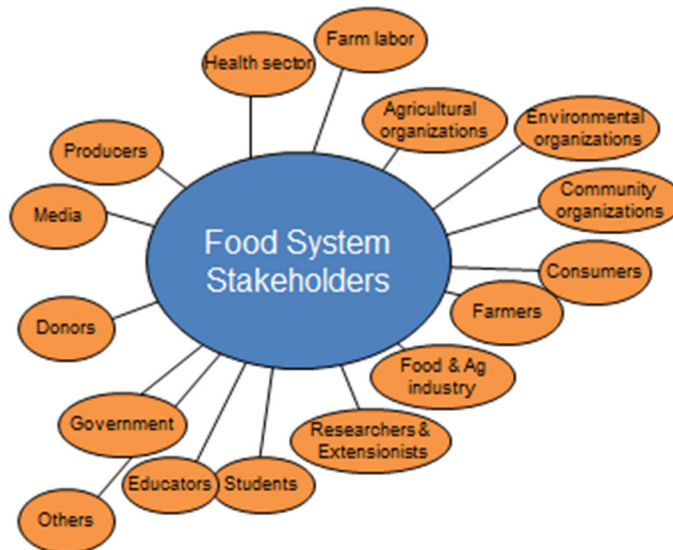 Farm labor
Health sector
Agricultural
organizations
Environmental
organizations
Producers
Community
organizations
Media
Food System
Stakeholders
Consumers
Farmers
Donors
Food & Ag
industry
Government
Researchers &
Extensionists
Educators
Students
Others